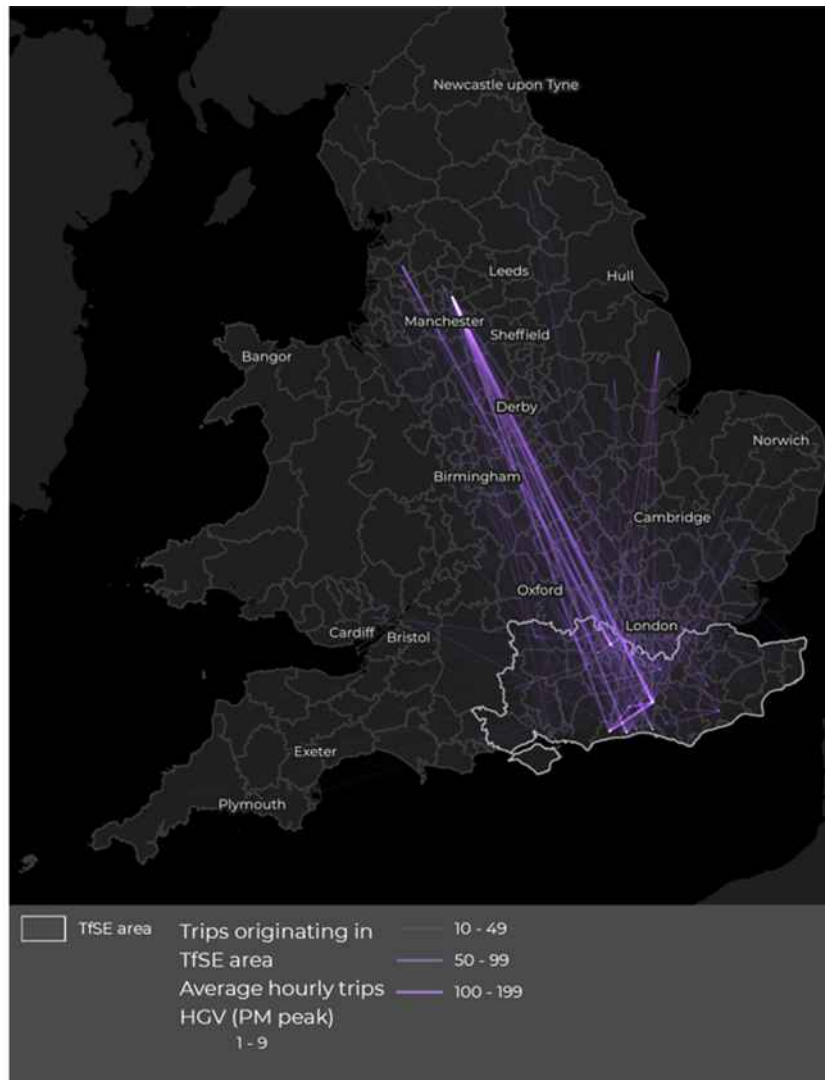 Newcastle upon Tyne
Leeds
Hull
Manchester
Sheffield
Bangor
Derby
Norwich
Birmingham
Cambridge
Oxford
London
Cardiff
Bristol
Exeter
Plymouth
TfSE area
Trips originating in
TfSE area
Average hourly trips
HGV (PM peak)
1 - 9
10 - 49
50 - 99
100 - 199